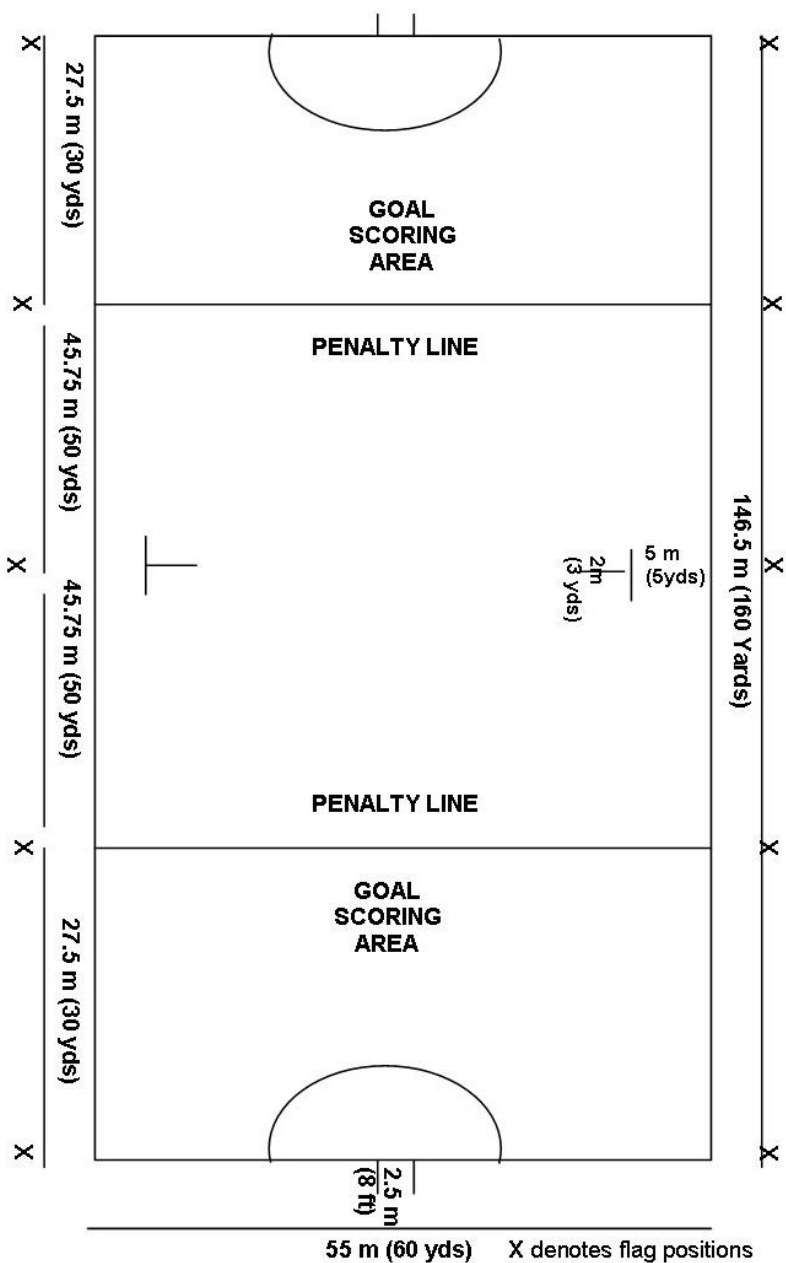 X
X
27.5 m (30 yds)
GOAL
SCORING
AREA
X
X
PENALTY LINE
45.75 m (50 yds)
146.5 m (160 Yards)
5 m
(5yds)
2m
(3 yds)
X
X
45.75 m (50 yds)
PENALTY LINE
X
X
GOAL
SCORING
AREA
27.5 m (30 yds)
X
X
2.5 m
(8 ft)
55 m (60 yds) X denotes flag positions